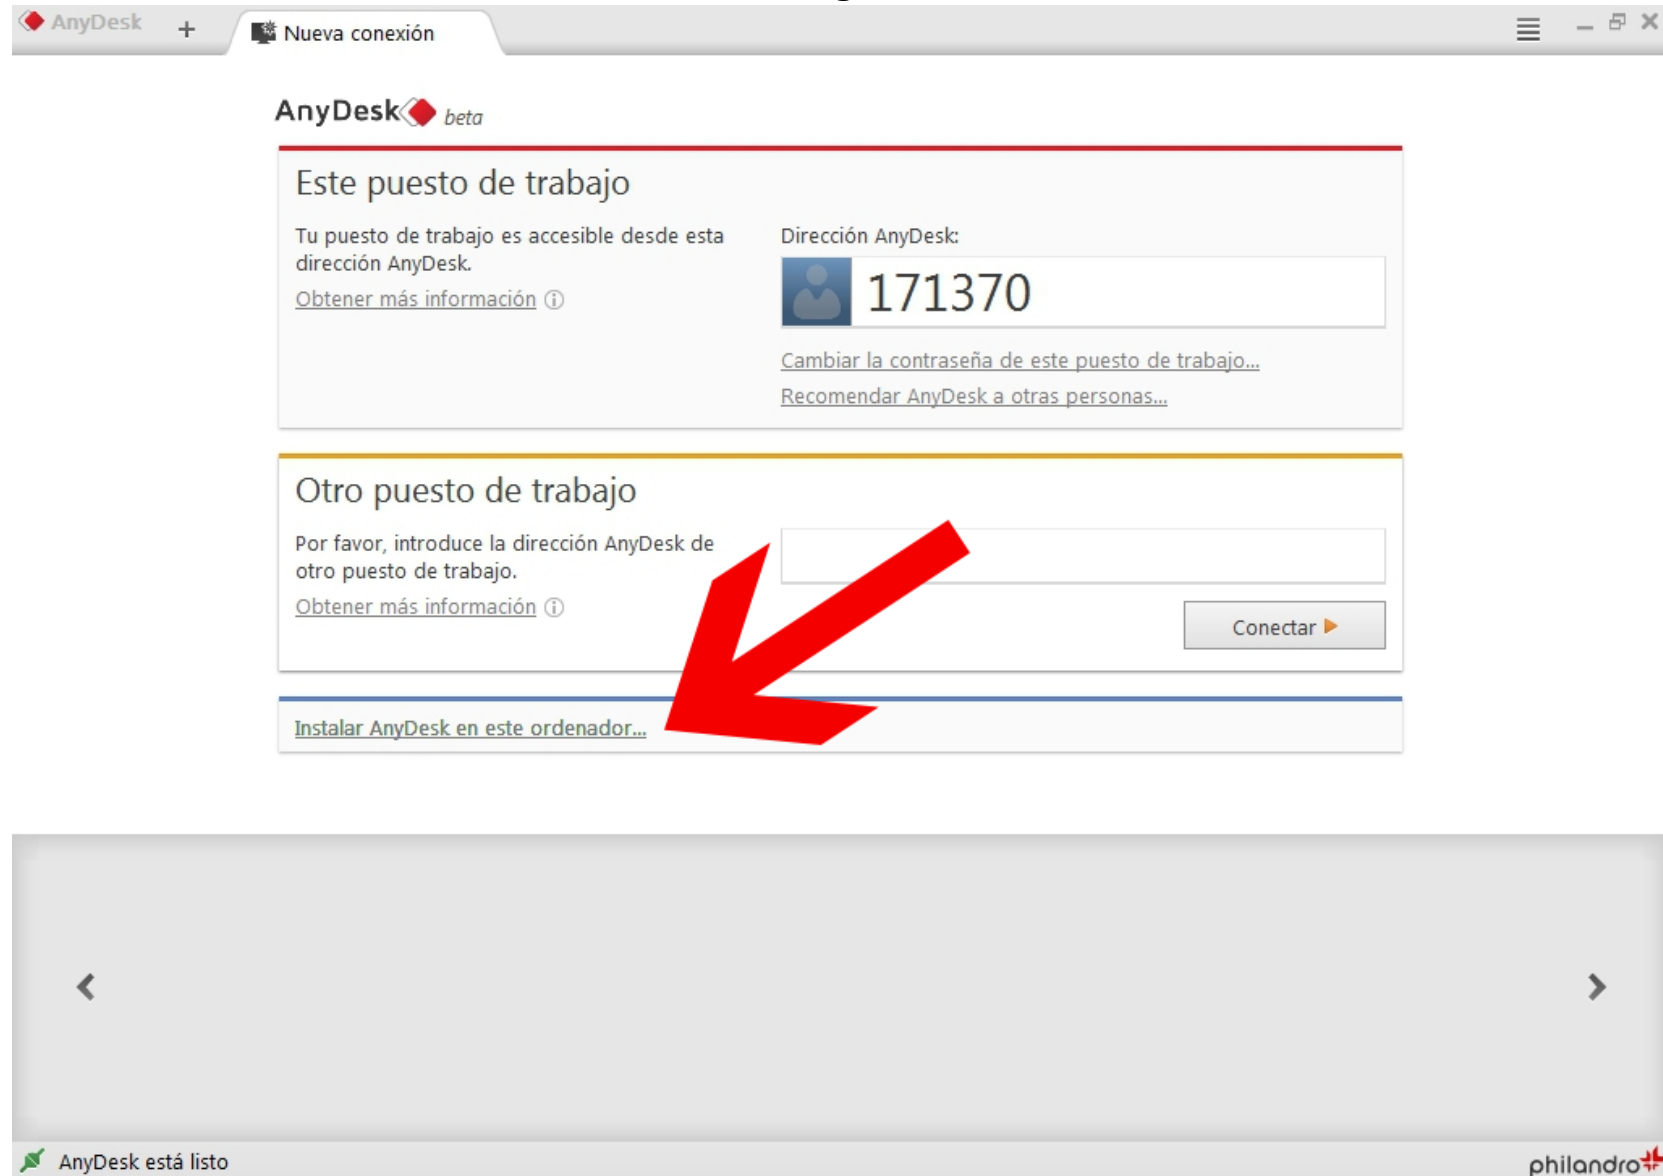 AnyDesk
+ Nueva conexión
AnyDesk beta
Este puesto de trabajo
Tu puesto de trabajo es accesible desde esta
dirección AnyDesk.
Obtener más información
Dirección AnyDesk:
171370
Cambiar la contraseña de este puesto de trabajo...
Recomendar AnyDesk a otras personas...
Otro puesto de trabajo
Por favor, introduce la dirección AnyDesk de
otro puesto de trabajo.
Obtener más información
Conectar
Instalar AnyDesk en este ordenador...
AnyDesk está listo
philandro